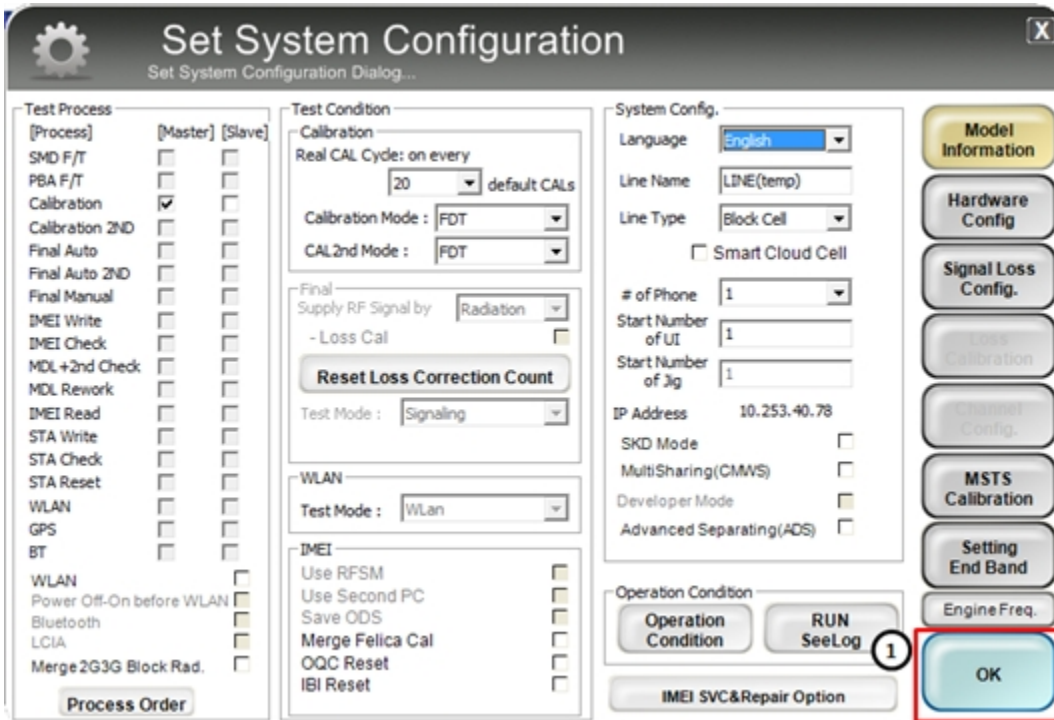 Set System Configuration
X
Set System Configuration Dialog...
Test Process
[Process] [Master] [Slave]
SMD F/T
PBA F/T
Calibration
Calibration 2ND
Final Auto
Final Auto 2ND
Final Manual
IMEI Write
IMEI Check
MDL+2nd Check
MDL Rework
IMEI Read
STA Write
STA Check
STA Reset
WLAN
GPS
BT
WLAN
Power Off-On before WLAN
Bluetooth
LCIA
Merge 2G3G Block Rad.
Process Order
Test Condition
Calibration
Real CAL Cycle: on every
20 default CALs
Calibration Mode : FDT
CAL2nd Mode : FDT
Final
Supply RF Signal by Radiation
- Loss Cal
Reset Loss Correction Count
Test Mode : Signaling
WLAN
Test Mode : WLan
IMEI
Use RFSM
Use Second PC
Save ODS
Merge Felica Cal
OQC Reset
IBI Reset
System Config.
Language English
Line Name LINE(temp)
Line Type Block Cell
Smart Cloud Cell
# of Phone 1
Start Number
of UI 1
Start Number
of Jig 1
IP Address 10.253.40.78
SKD Mode
MultiSharing(CMWS)
Developer Mode
Advanced Separating(ADS)
Operation Condition
Operation
Condition
RUN
SeeLog
1
IMEI SVC&Repair Option
Model
Information
Hardware
Config
Signal Loss
Config.
Loss
Calibration
Channel
Config.
MSTS
Calibration
Setting
End Band
Engine Freq.
OK